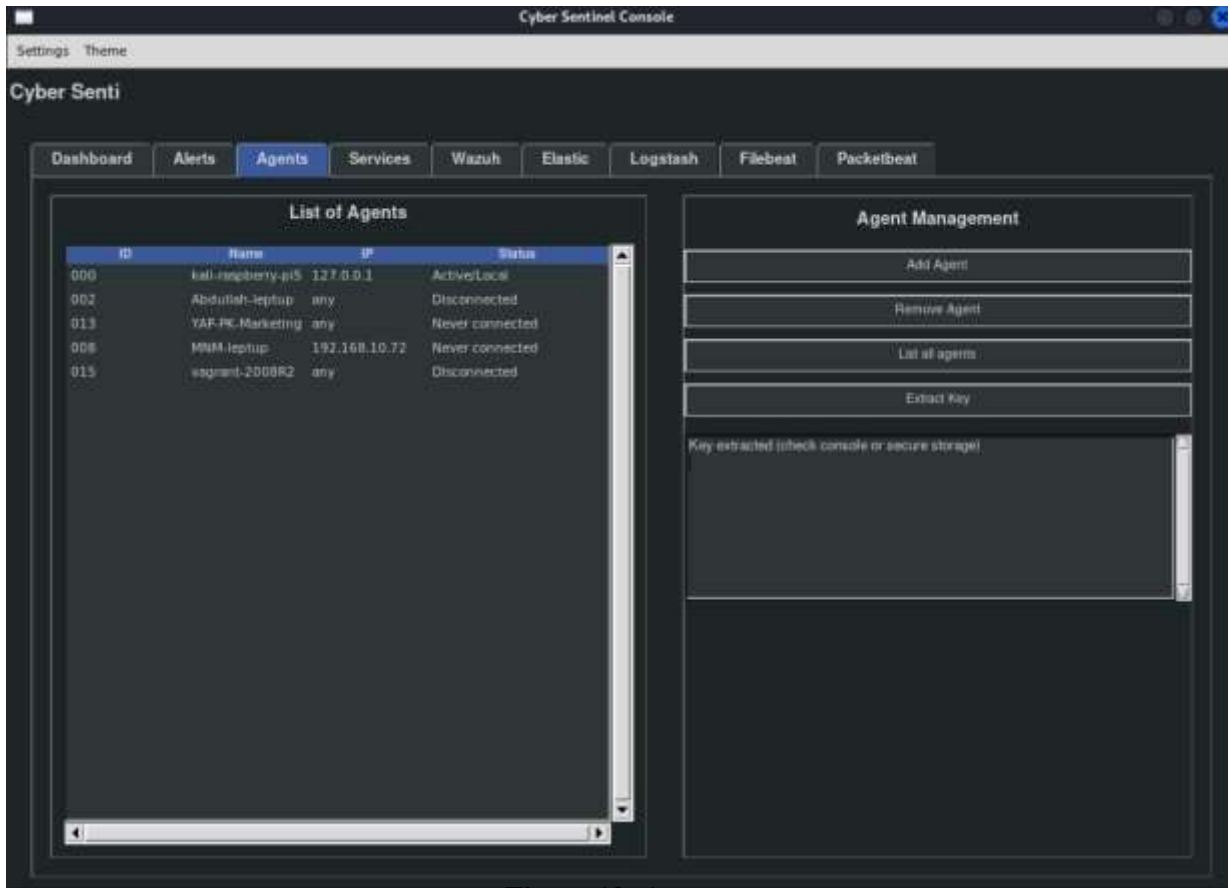 Cyber Sentinel Console
Settings Theme
Cyber Senti
Dashboard Alerts Agents Services Wazuh Elastic Logstash Filebeat Packetbeat
List of Agents
ID Name IP Status
000 kali-raspberry-pi5 127.0.0.1 Active/Local
002 Abdullah-leptup any Disconnected
013 YAF-PK-Marketing any Never connected
008 MNM-leptup 192.168.10.72 Never connected
015 vagrant-2008R2 any Disconnected
Agent Management
Add Agent
Remove Agent
List all agents
Extract Key
Key extracted (check console or secure storage)